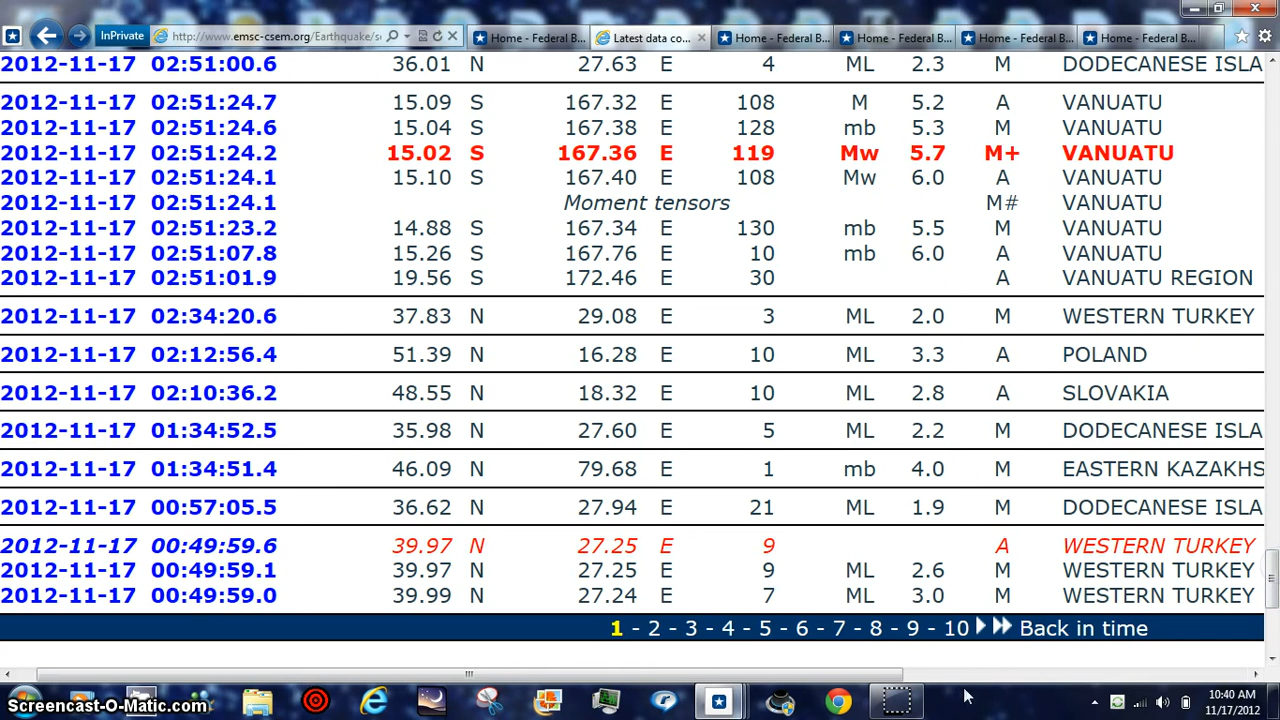 InPrivate http://www.emsc-csem.org/Earthquake/se Home - Federal B... Latest data co... Home - Federal B... Home - Federal B... Home - Federal B... Home - Federal B...
2012-11-17 02:51:00.6 36.01 N 27.63 E 4 ML 2.3 M DODECANESE ISLA
2012-11-17 02:51:24.7 15.09 S 167.32 E 108 M 5.2 A VANUATU
2012-11-17 02:51:24.6 15.04 S 167.38 E 128 mb 5.3 M VANUATU
2012-11-17 02:51:24.2 15.02 S 167.36 E 119 Mw 5.7 M+ VANUATU
2012-11-17 02:51:24.1 15.10 S 167.40 E 108 Mw 6.0 A VANUATU
2012-11-17 02:51:24.1 Moment tensors M# VANUATU
2012-11-17 02:51:23.2 14.88 S 167.34 E 130 mb 5.5 M VANUATU
2012-11-17 02:51:07.8 15.26 S 167.76 E 10 mb 6.0 A VANUATU
2012-11-17 02:51:01.9 19.56 S 172.46 E 30 A VANUATU REGION
2012-11-17 02:34:20.6 37.83 N 29.08 E 3 ML 2.0 M WESTERN TURKEY
2012-11-17 02:12:56.4 51.39 N 16.28 E 10 ML 3.3 A POLAND
2012-11-17 02:10:36.2 48.55 N 18.32 E 10 ML 2.8 A SLOVAKIA
2012-11-17 01:34:52.5 35.98 N 27.60 E 5 ML 2.2 M DODECANESE ISLA
2012-11-17 01:34:51.4 46.09 N 79.68 E 1 mb 4.0 M EASTERN KAZAKHS
2012-11-17 00:57:05.5 36.62 N 27.94 E 21 ML 1.9 M DODECANESE ISLA
2012-11-17 00:49:59.6 39.97 N 27.25 E 9 A WESTERN TURKEY
2012-11-17 00:49:59.1 39.97 N 27.25 E 9 ML 2.6 M WESTERN TURKEY
2012-11-17 00:49:59.0 39.99 N 27.24 E 7 ML 3.0 M WESTERN TURKEY
1 - 2 - 3 - 4 - 5 - 6 - 7 - 8 - 9 - 10 Back in time
10:40 AM
Screencast-O-Matic.com 11/17/2012